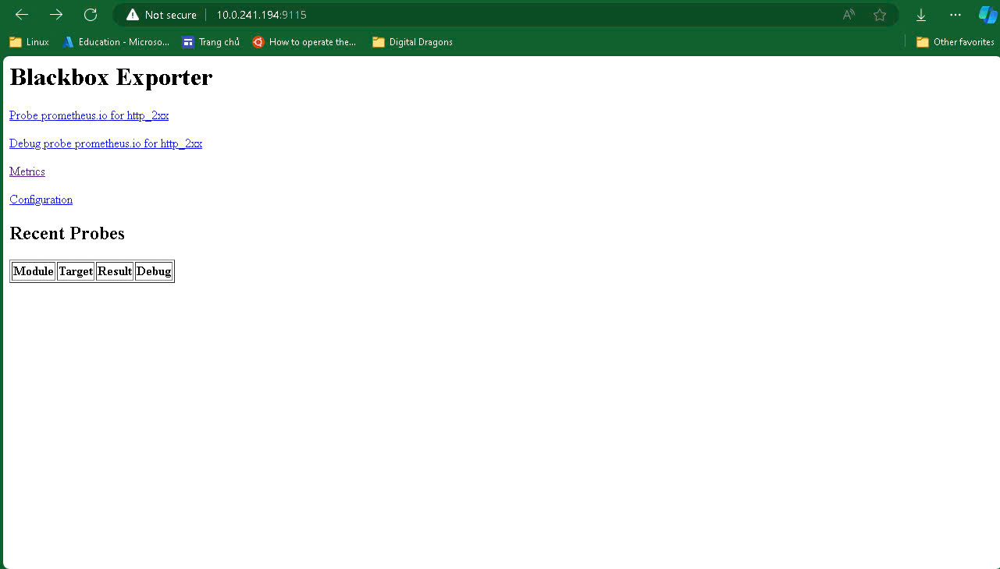 Not secure 10.0.241.194:9115
Linux Education - Microso... Trang chủ How to operate the... Digital Dragons Other favorites
Blackbox Exporter
Probe prometheus.io for http_2xx
Debug probe prometheus.io for http_2xx
Metrics
Configuration
Recent Probes
Module Target Result Debug